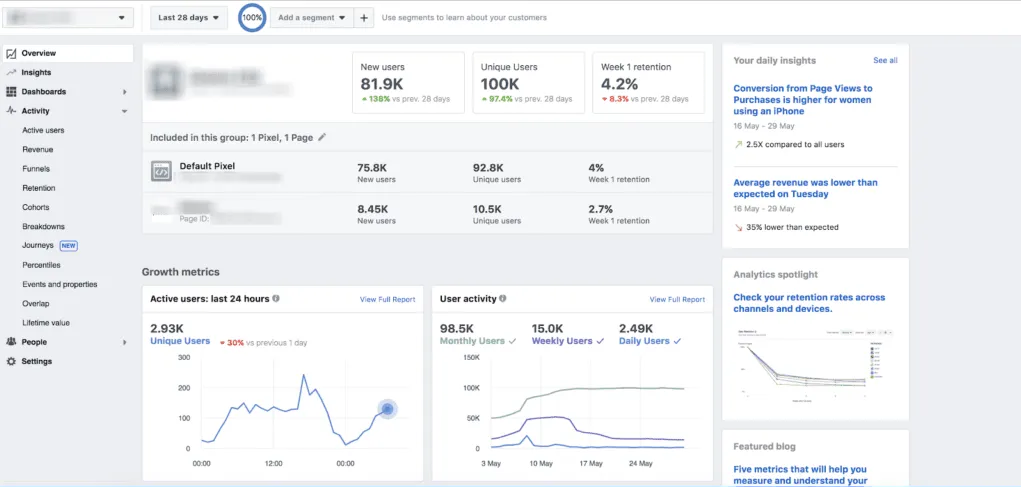 Last 28 days
100%
Add a segment
+
Use segments to learn about your customers
Overview
Insights
Dashboards
Activity
Active users
Revenue
Funnels
Retention
Cohorts
Breakdowns
Journeys NEW
Percentiles
Events and properties
Overlap
Lifetime value
People
Settings
New users
81.9K
138% vs prev. 28 days
Unique Users
100K
97.4% vs prev. 28 days
Week 1 retention
4.2%
8.3% vs prev. 28 days
Included in this group: 1 Pixel, 1 Page
Default Pixel
75.8K
New users
92.8K
Unique users
4%
Week 1 retention
Page ID:
8.45K
New users
10.5K
Unique users
2.7%
Week 1 retention
Growth metrics
Active users: last 24 hours
View Full Report
2.93K
Unique Users
30% vs previous 1 day
300
200
100
0
00:00 12:00 00:00
User activity
View Full Report
98.5K
Monthly Users
15.0K
Weekly Users
2.49K
Daily Users
150K
100K
50K
0
3 May 10 May 17 May 24 May
Your daily insights
See all
Conversion from Page Views to
Purchases is higher for women
using an iPhone
16 May - 29 May
2.5X compared to all users
Average revenue was lower than
expected on Tuesday
16 May - 29 May
35% lower than expected
Analytics spotlight
Check your retention rates across
channels and devices.
Featured blog
Five metrics that will help you
measure and understand your